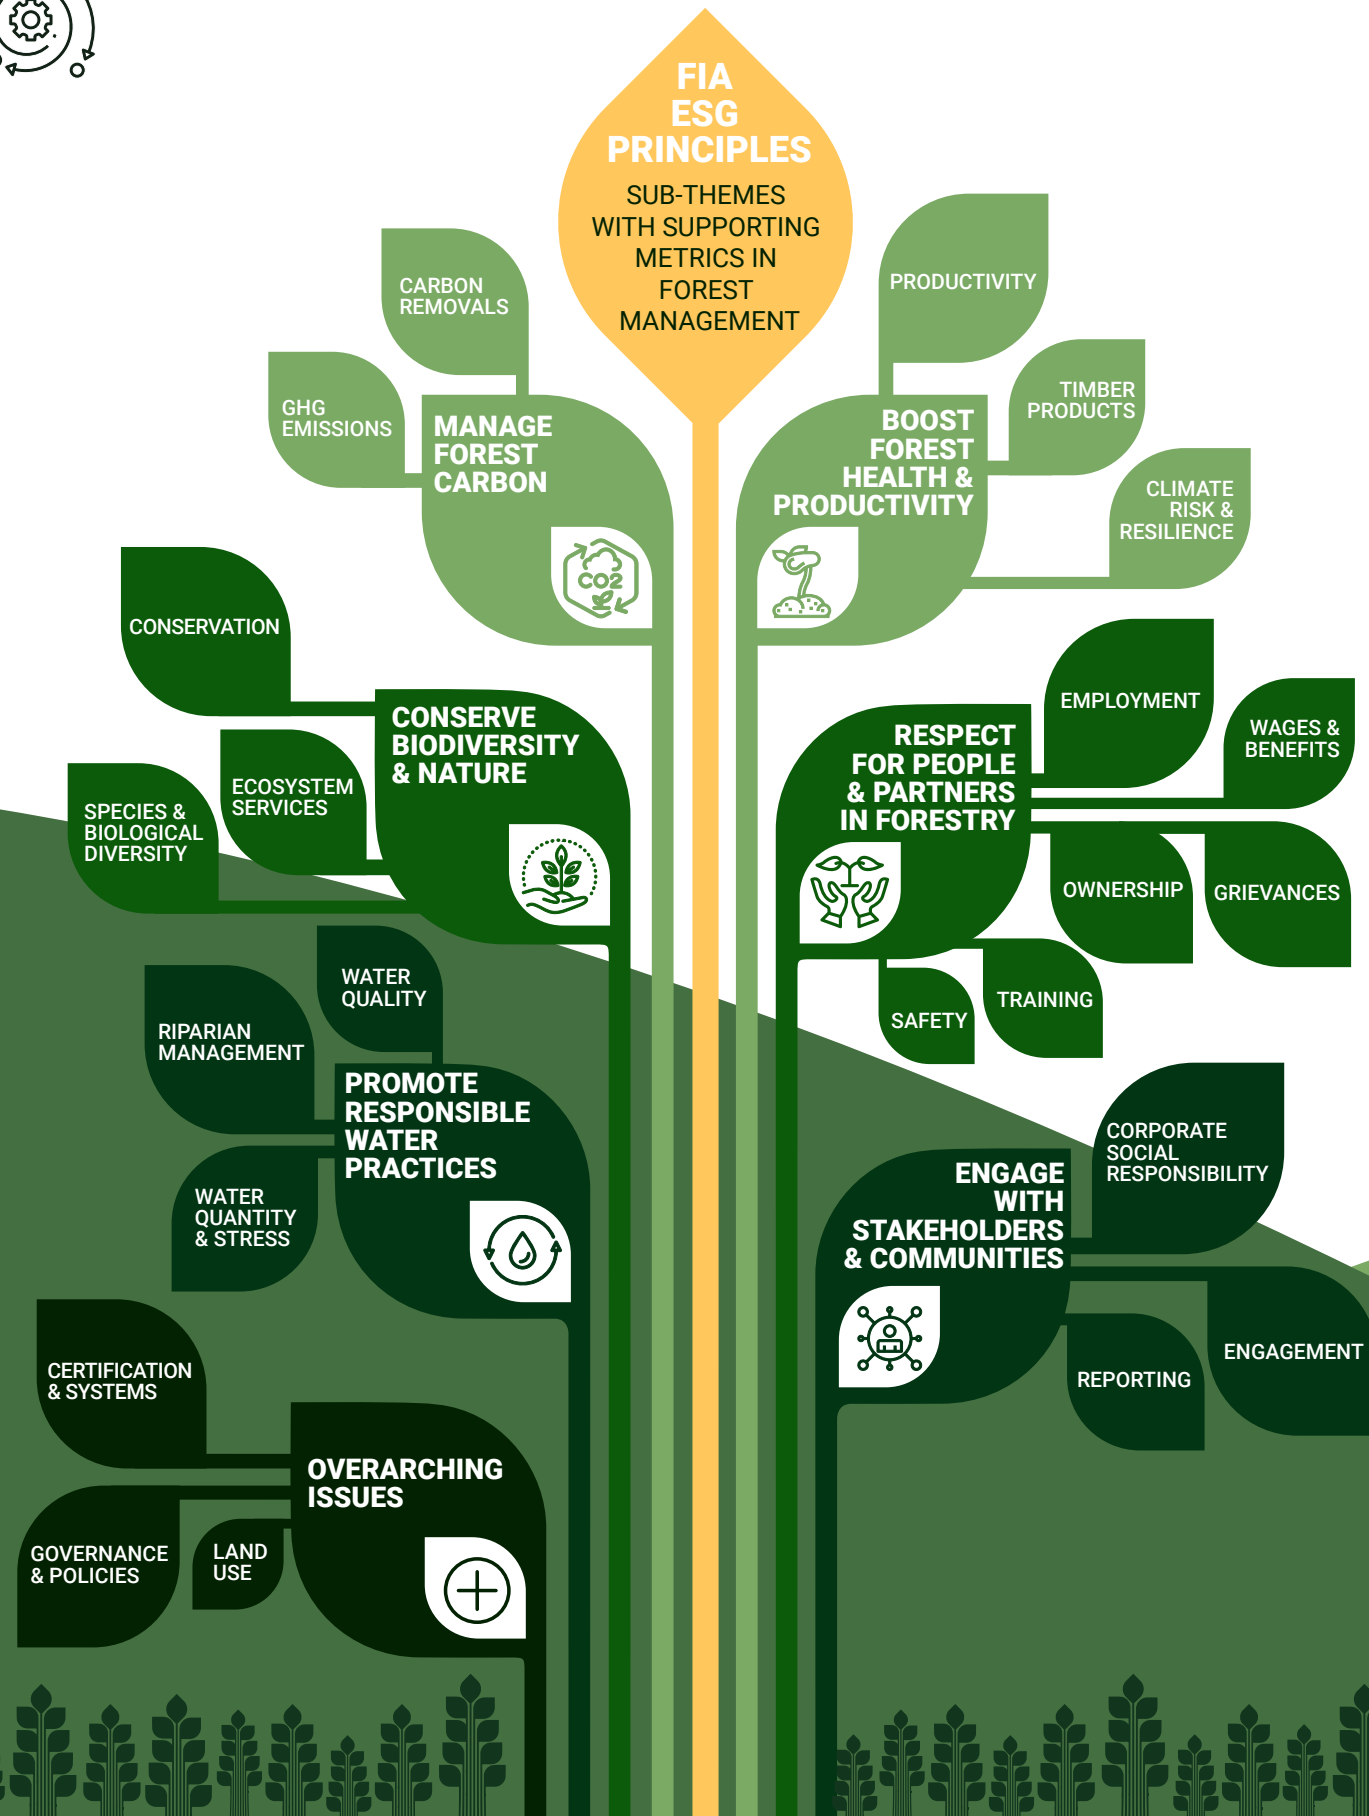 FIA
ESG
PRINCIPLES
SUB-THEMES
WITH SUPPORTING
METRICS IN
FOREST
MANAGEMENT
CARBON
REMOVALS
GHG
EMISSIONS
MANAGE
FOREST
CARBON
CO2
PRODUCTIVITY
TIMBER
PRODUCTS
CLIMATE
RISK &
RESILIENCE
BOOST
FOREST
HEALTH &
PRODUCTIVITY
CONSERVATION
ECOSYSTEM
SERVICES
SPECIES &
BIOLOGICAL
DIVERSITY
CONSERVE
BIODIVERSITY
& NATURE
RESPECT
FOR PEOPLE
& PARTNERS
IN FORESTRY
EMPLOYMENT
WAGES &
BENEFITS
OWNERSHIP
GRIEVANCES
TRAINING
SAFETY
WATER
QUALITY
RIPARIAN
MANAGEMENT
WATER
QUANTITY
& STRESS
PROMOTE
RESPONSIBLE
WATER
PRACTICES
ENGAGE
WITH
STAKEHOLDERS
& COMMUNITIES
CORPORATE
SOCIAL
RESPONSIBILITY
ENGAGEMENT
REPORTING
CERTIFICATION
& SYSTEMS
GOVERNANCE
& POLICIES
LAND
USE
OVERARCHING
ISSUES